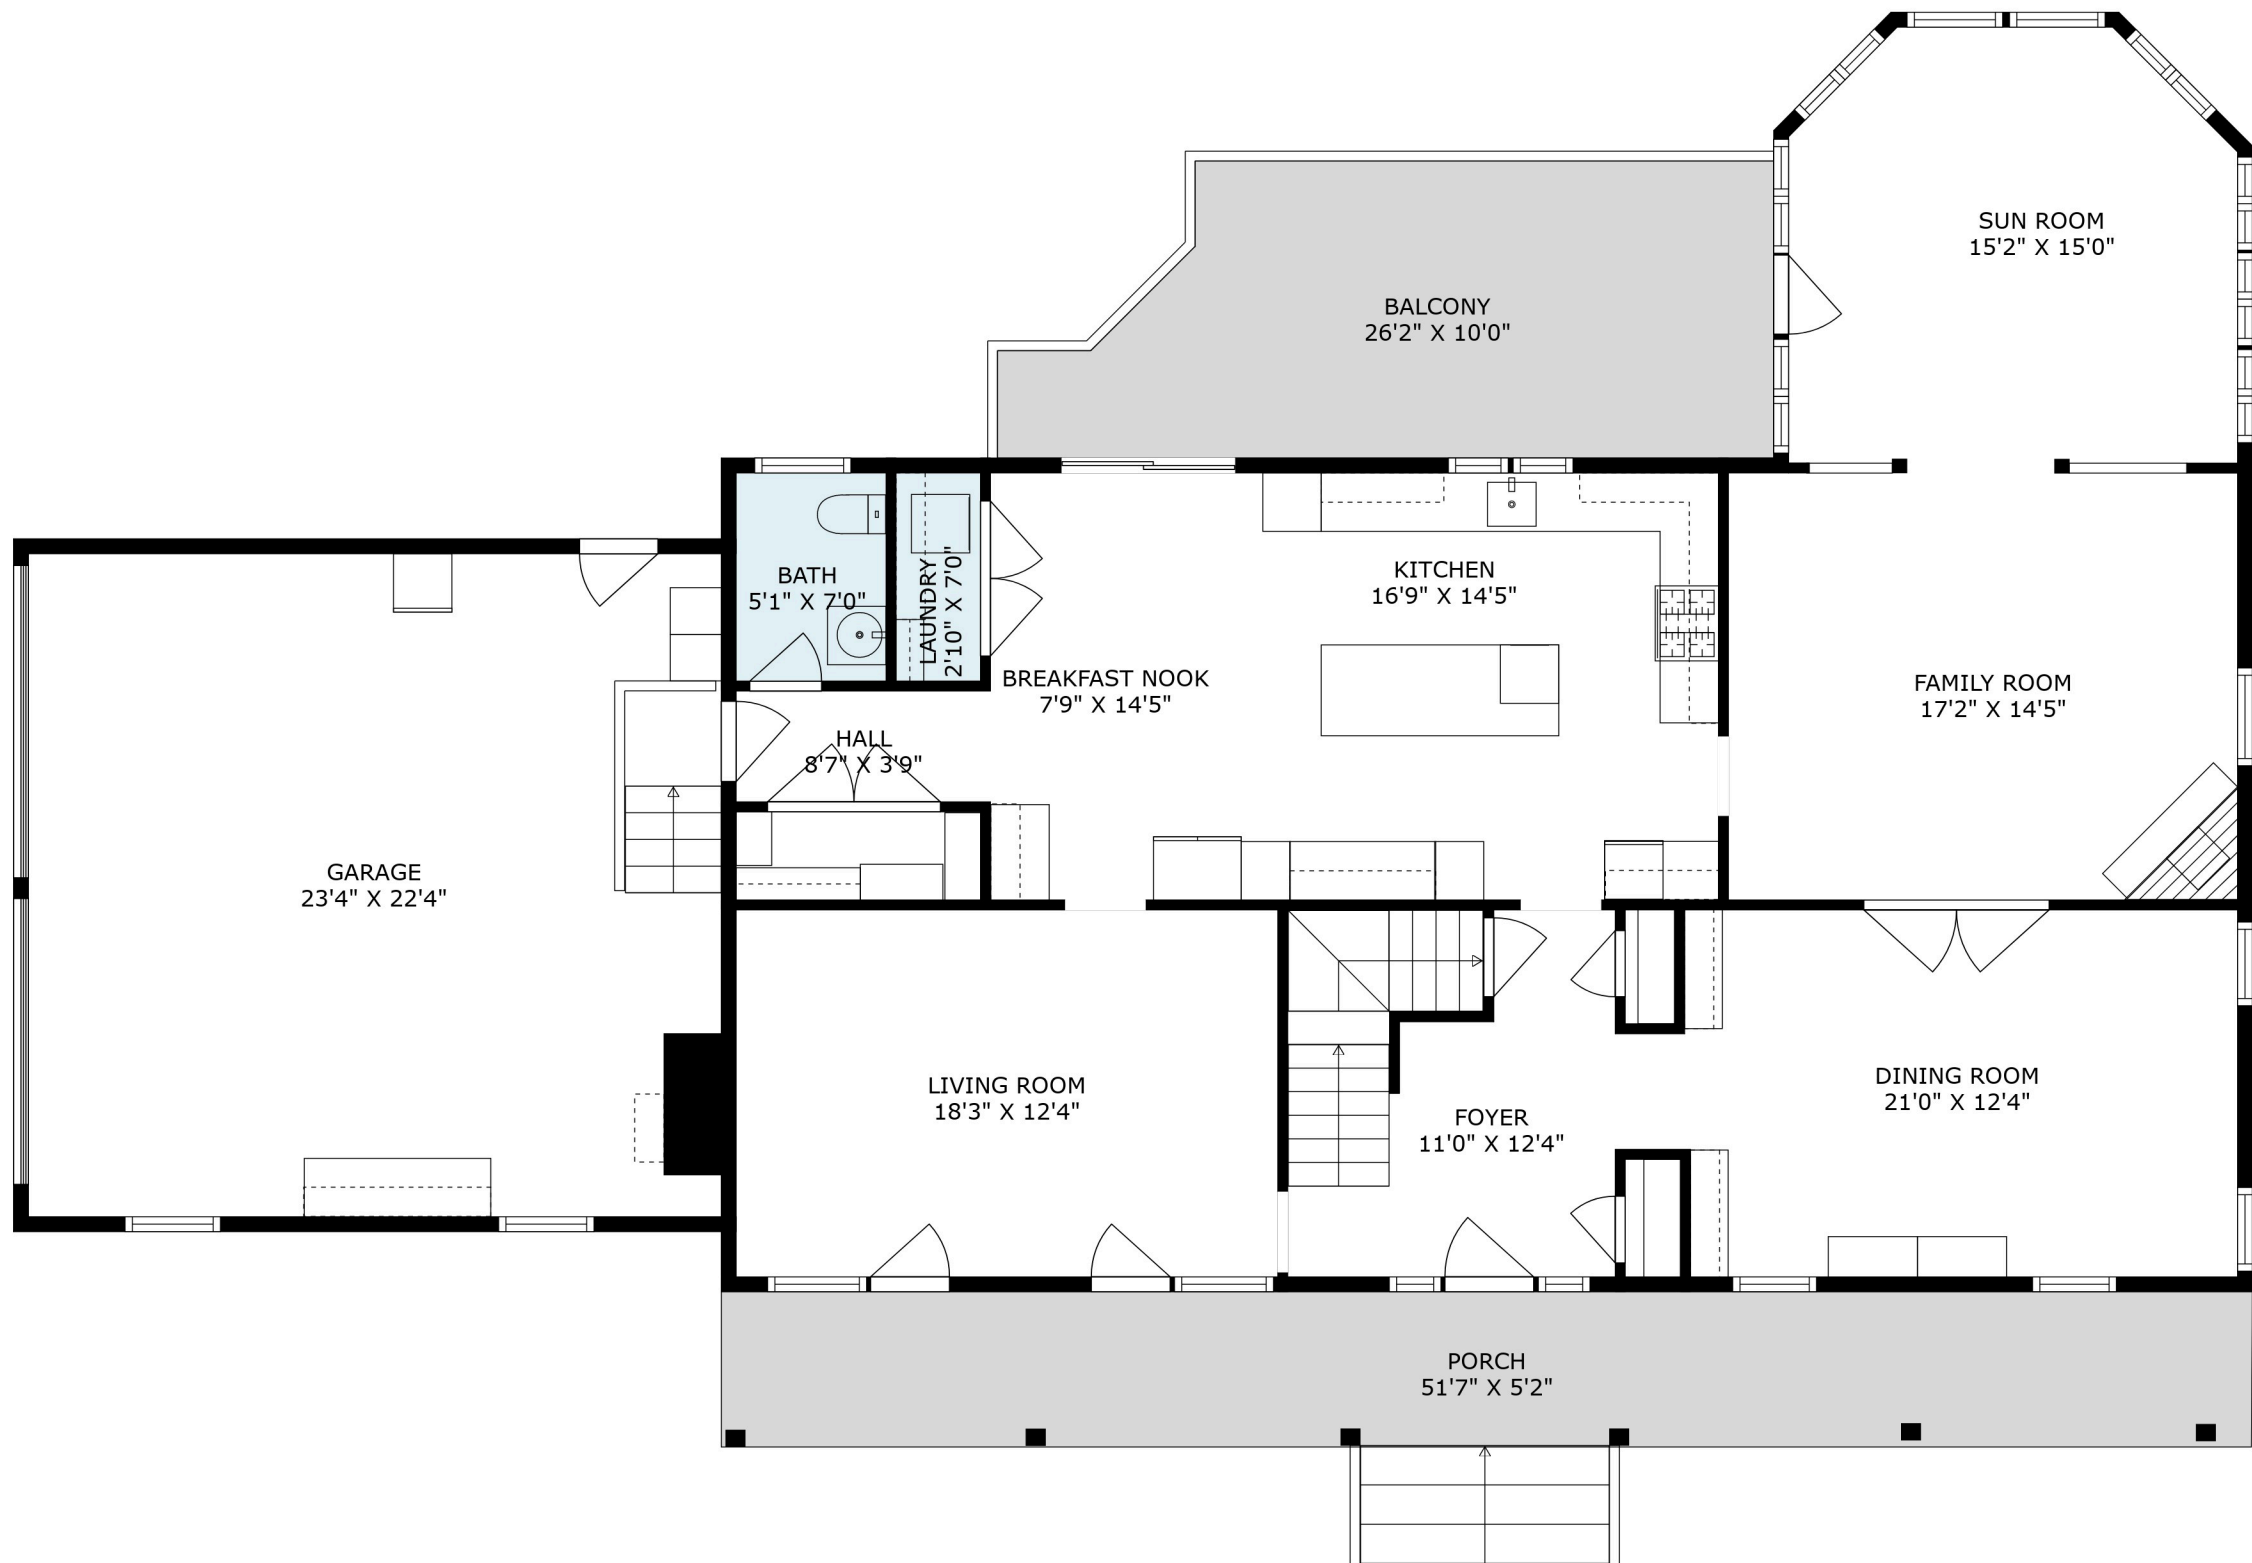 SUN ROOM
15'2" X 15'0"
BALCONY
26'2" X 10'0"
BATH
5'1" X 7'0"
LAUNDRY
2'10" X 7'0"
KITCHEN
16'9" X 14'5"
BREAKFAST NOOK
7'9" X 14'5"
FAMILY ROOM
17'2" X 14'5"
HALL
8'7" X 3'9"
GARAGE
23'4" X 22'4"
LIVING ROOM
18'3" X 12'4"
FOYER
11'0" X 12'4"
DINING ROOM
21'0" X 12'4"
PORCH
51'7" X 5'2"